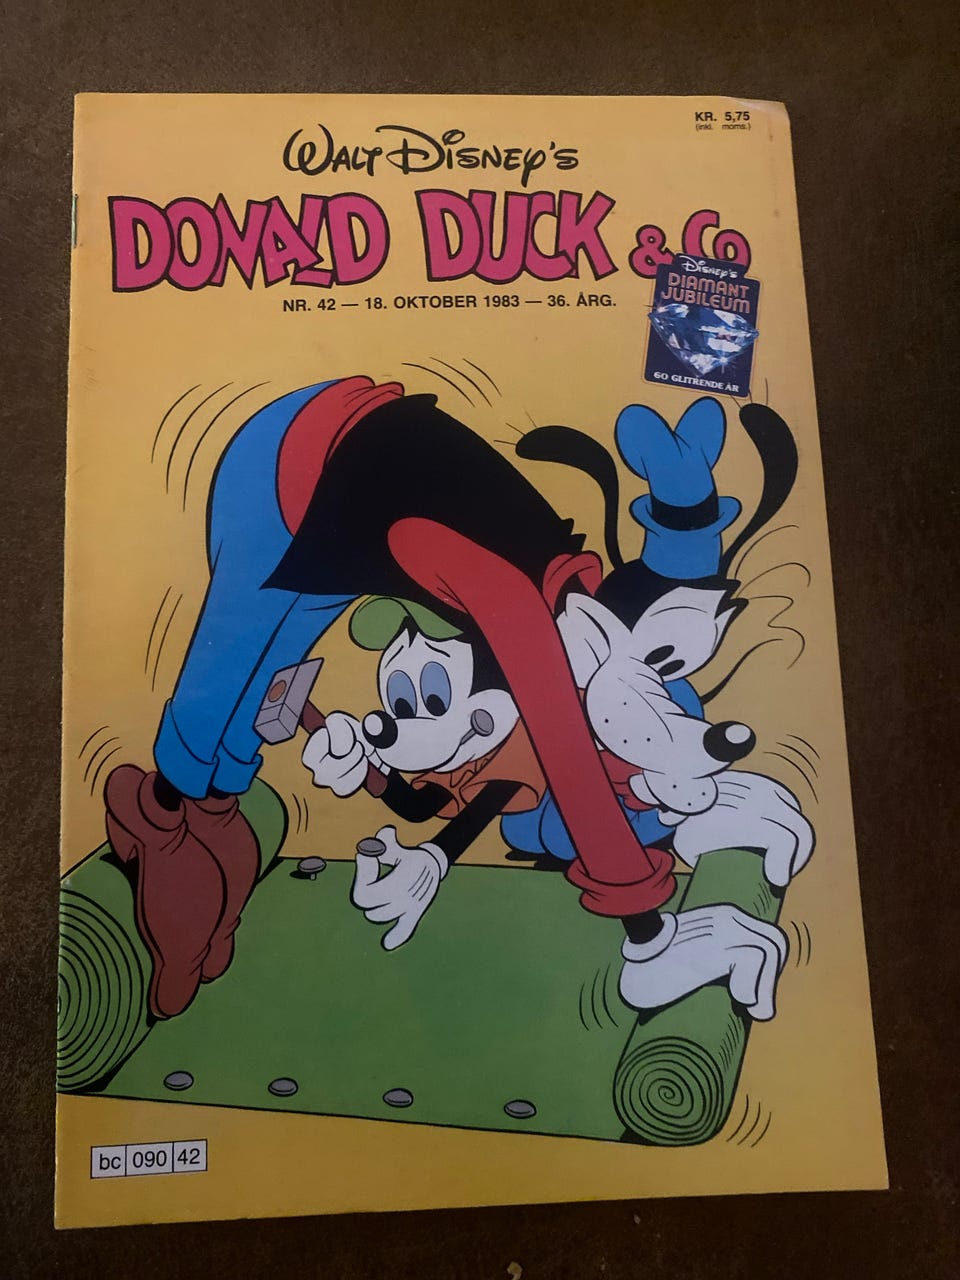 KR. 5,75
(inkl. moms.)
WALT DISNEY'S
DONALD DUCK & CO
NR. 42 — 18. OKTOBER 1983 — 36. ÅRG.
DISNEY'S
DIAMANT
JUBILEUM
60 GLITRENDE ÅR
bc 090 42